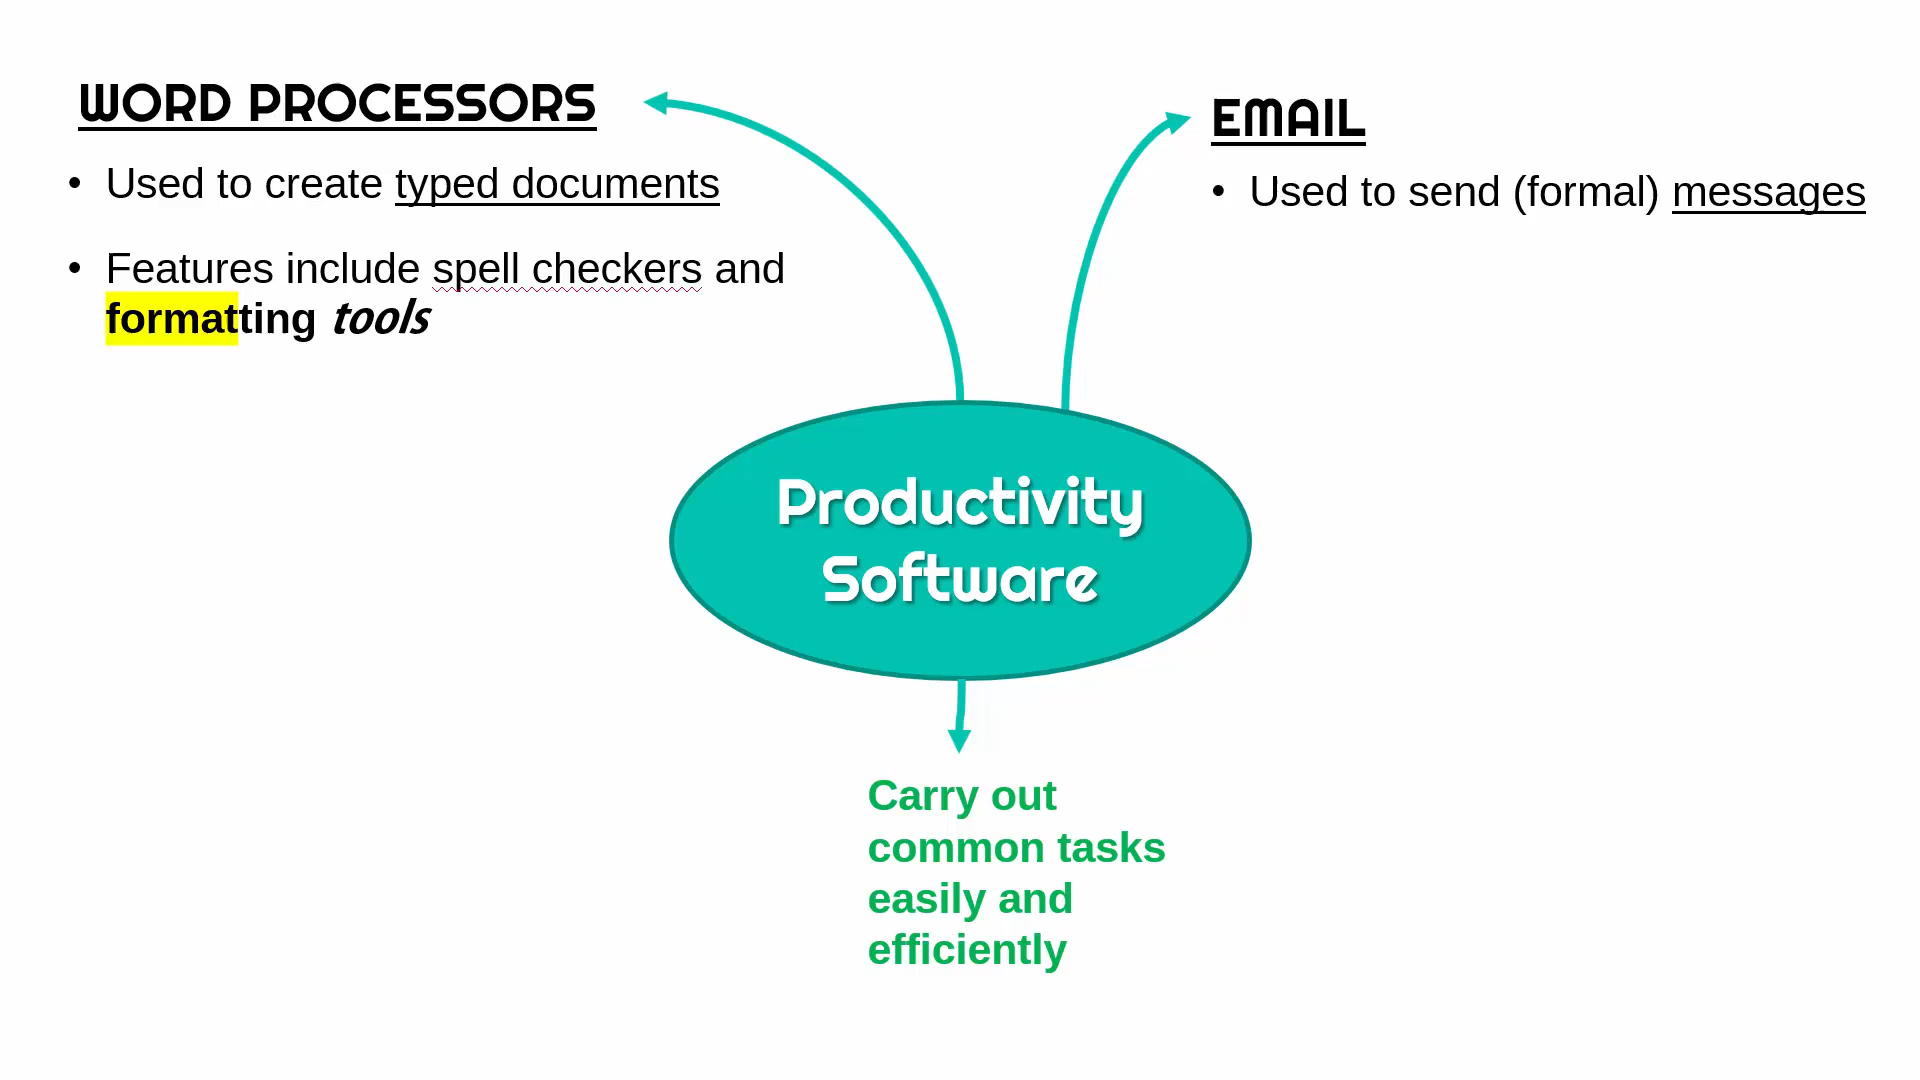 WORD PROCESSORS
• Used to create typed documents
• Features include spell checkers and
formatting tools
EMAIL
• Used to send (formal) messages
Productivity
Software
Carry out
common tasks
easily and
efficiently